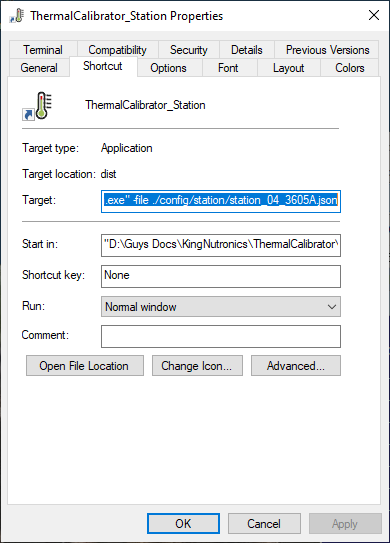 ThermalCalibrator_Station Properties
Terminal Compatibility Security Details Previous Versions
General Shortcut Options Font Layout Colors
ThermalCalibrator_Station
Target type: Application
Target location: dist
Target: .exe" -file ./config/station/station_04_3605A.json
Start in: "D:\Guys Docs\KingNutronics\ThermalCalibrator\
Shortcut key: None
Run: Normal window
Comment:
Open File Location Change Icon... Advanced...
OK Cancel Apply